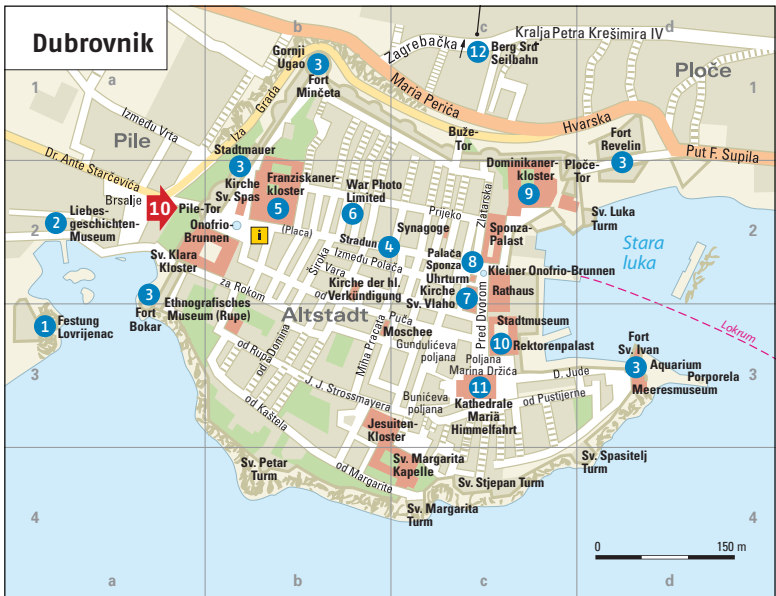 Dubrovnik
b
c
d
Kralja Petra Krešimira IV
Zagrebačka
12
Berg Srđ
Seilbahn
Gornji
Ugao
3
Fort
Minčeta
Ploče
1
a
1
Između Vrta
Iza
Grada
Maria Perića
Hvarska
Pile
Buže-
Tor
Fort
Revelin
3
Put F. Supila
Dr. Ante Starčevića
Stadtmauer
3
Kirche
Sv. Spas
Franziskaner-
kloster
5
War Photo
Limited
6
Dominikaner-
kloster
9
Ploče-
Tor
Brsalje
10
Pile-Tor
2
Liebes-
geschichten-
Museum
Onofrio-
Brunnen
i
(Placa)
Stradun
4
Prijeko
Zlatarska
Synagoge
Sponza-
Palast
Sv. Luka
Turm
2
2
Stara
luka
Sv. Klara
Kloster
Široka
Između Polača
Vara
od
Palača
Sponza
8
Uhrturm
Kleiner Onofrio-Brunnen
Kirche der hl.
Verkündigung
Kirche
Sv. Vlaho
7
Rathaus
za Rokom
3
Fort
Bokar
Ethnografisches
Museum (Rupe)
Altstadt
Puča
Moschee
Pred Dvorom
Stadtmuseum
10
Rektorenpalast
Lokrum
1
Festung
Lovrijenac
Gundulićeva
poljana
Miha Pracata
od Domina
od Rupa
Poljana
Marina Držića
Fort
Sv. Ivan
3
Aquarium
Porporela
Meeresmuseum
3
3
D. Jude
11
Kathedrale
Mariä
Himmelfahrt
od Pustijerne
J. J. Strossmayera
Bunićeva
poljana
od Kaštela
Jesuiten-
Kloster
Sv. Margarita
Kapelle
Sv. Petar
Turm
od Margarite
Sv. Stjepan Turm
Sv. Spasitelj
Turm
Sv. Margarita
Turm
4
4
0
150 m
a
b
c
d